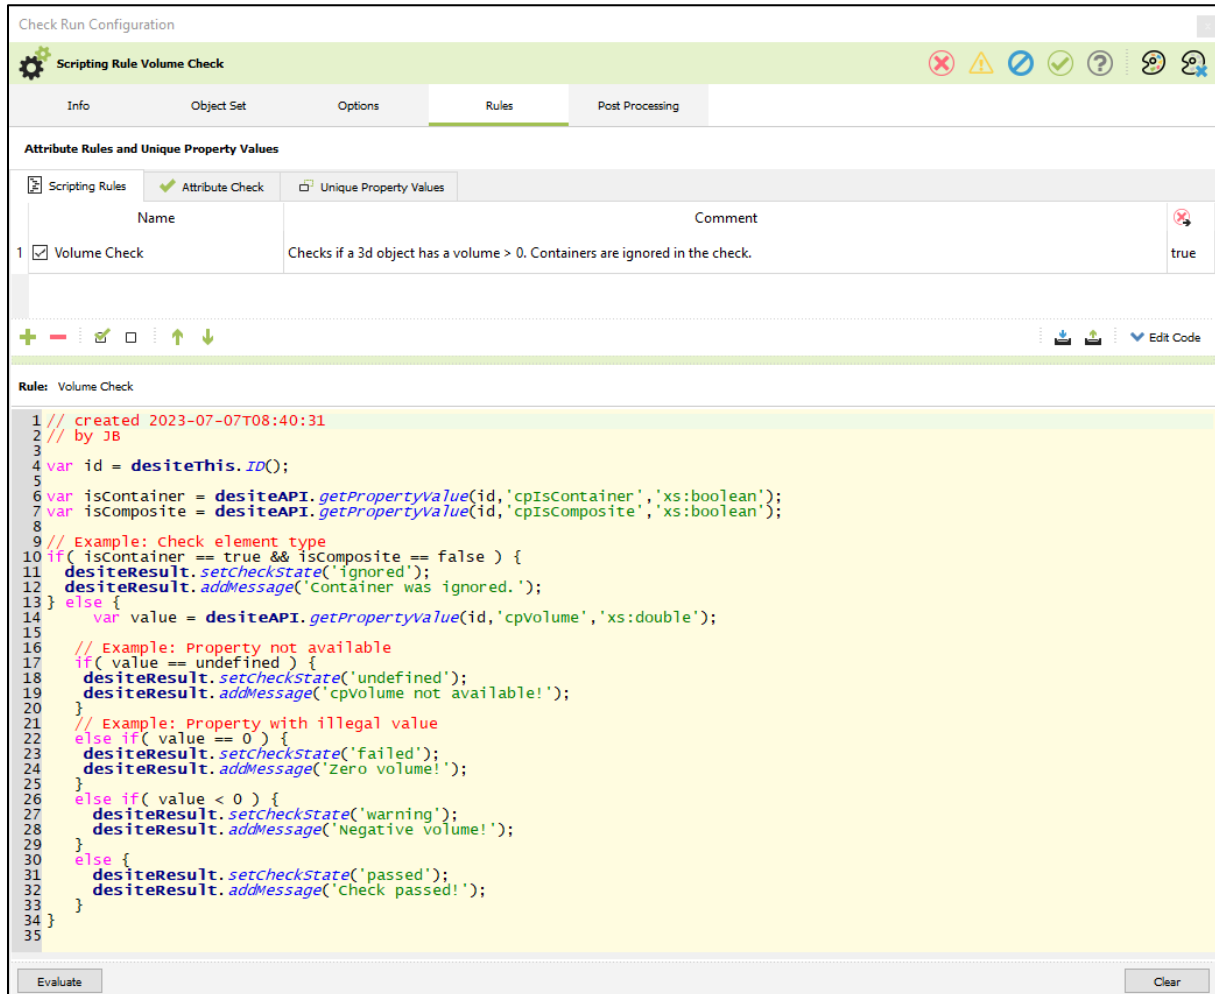 Check Run Configuration
Scripting Rule Volume Check
Info Object Set Options Rules Post Processing
Attribute Rules and Unique Property Values
Scripting Rules Attribute Check Unique Property Values
Name Comment
1 Volume Check Checks if a 3d object has a volume > 0. Containers are ignored in the check. true
Edit Code
Rule: Volume Check
1 // created 2023-07-07T08:40:31
2 // by JB
3
4 var id = desiteThis.ID();
5
6 var isContainer = desiteAPI.getPropertyValue(id,'cpIsContainer','xs:boolean');
7 var isComposite = desiteAPI.getPropertyValue(id,'cpIsComposite','xs:boolean');
8
9 // Example: Check element type
10 if( isContainer == true && isComposite == false ) {
11 desiteResult.setCheckState('ignored');
12 desiteResult.addMessage('Container was ignored.');
13 } else {
14 var value = desiteAPI.getPropertyValue(id,'cpVolume','xs:double');
15
16 // Example: Property not available
17 if( value == undefined ) {
18 desiteResult.setCheckState('undefined');
19 desiteResult.addMessage('cpVolume not available!');
20 }
21 // Example: Property with illegal value
22 else if( value == 0 ) {
23 desiteResult.setCheckState('failed');
24 desiteResult.addMessage('Zero volume!');
25 }
26 else if( value < 0 ) {
27 desiteResult.setCheckState('warning');
28 desiteResult.addMessage('Negative volume!');
29 }
30 else {
31 desiteResult.setCheckState('passed');
32 desiteResult.addMessage('Check passed!');
33 }
34 }
35
Evaluate Clear